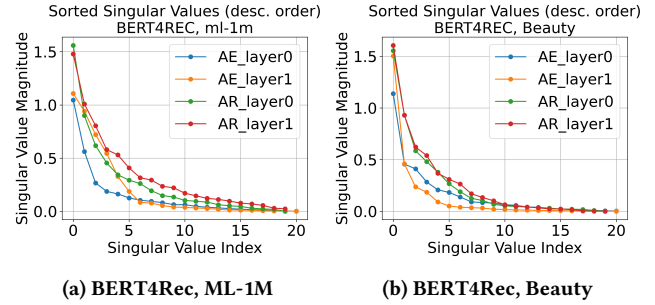 Sorted Singular Values (desc. order)
BERT4REC, ml-1m
Singular Value Magnitude
1.5
1.0
0.5
0.0
AE_layer0
AE_layer1
AR_layer0
AR_layer1
0 5 10 15 20
Singular Value Index
(a) BERT4Rec, ML-1M
Sorted Singular Values (desc. order)
BERT4REC, Beauty
Singular Value Magnitude
1.5
1.0
0.5
0.0
AE_layer0
AE_layer1
AR_layer0
AR_layer1
0 5 10 15 20
Singular Value Index
(b) BERT4Rec, Beauty